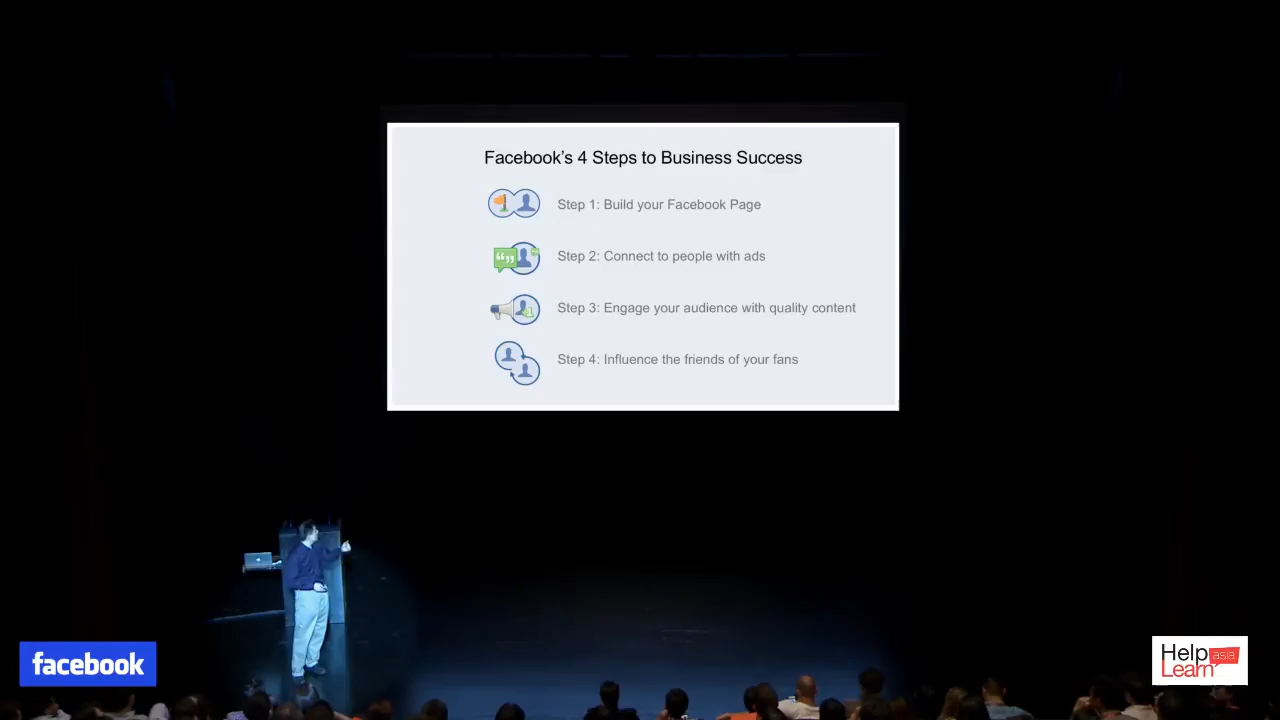 Facebook's 4 Steps to Business Success
Step 1: Build your Facebook Page
Step 2: Connect to people with ads
Step 3: Engage your audience with quality content
Step 4: Influence the friends of your fans
facebook
Help
asia
Learn